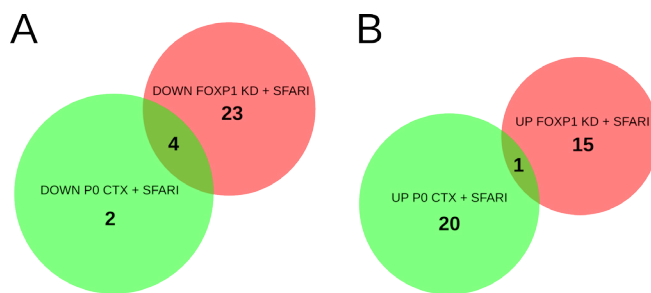 A
DOWN FOXP1 KD + SFARI
23
4
DOWN P0 CTX + SFARI
2
B
UP FOXP1 KD + SFARI
15
1
UP P0 CTX + SFARI
20